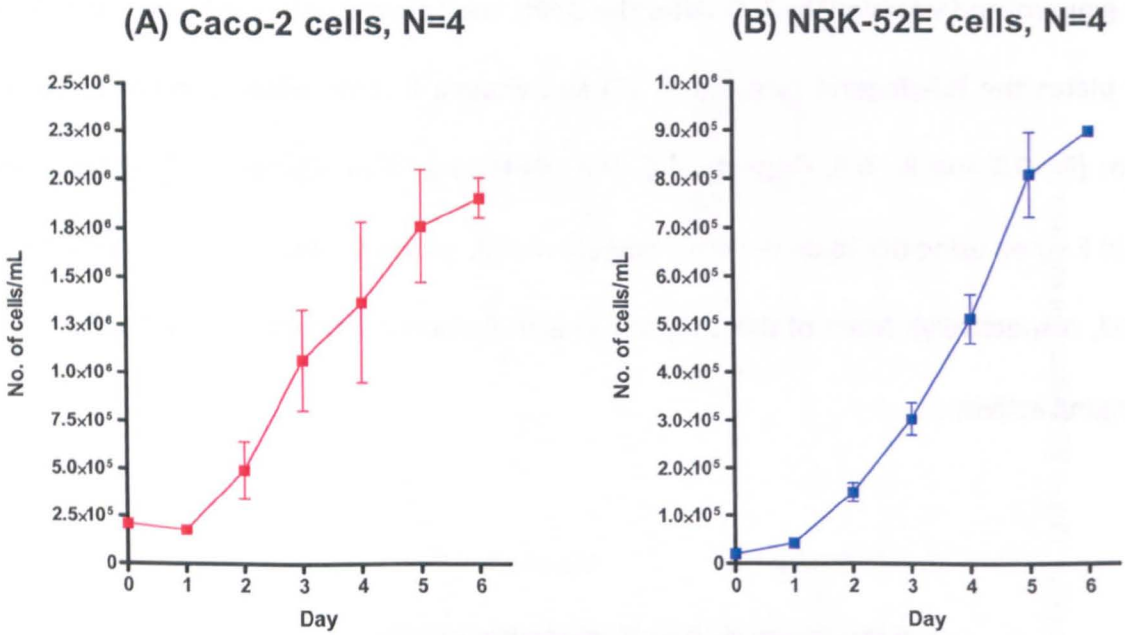 (A) Caco-2 cells, N=4
2.5×10⁶
2.3×10⁶
2.0×10⁶
1.8×10⁶
1.5×10⁶
1.3×10⁶
1.0×10⁶
7.5×10⁵
5.0×10⁵
2.5×10⁵
0
No. of cells/mL
0 1 2 3 4 5 6
Day
(B) NRK-52E cells, N=4
1.0×10⁶
9.0×10⁵
8.0×10⁵
7.0×10⁵
6.0×10⁵
5.0×10⁵
4.0×10⁵
3.0×10⁵
2.0×10⁵
1.0×10⁵
0
No. of cells/mL
0 1 2 3 4 5 6
Day